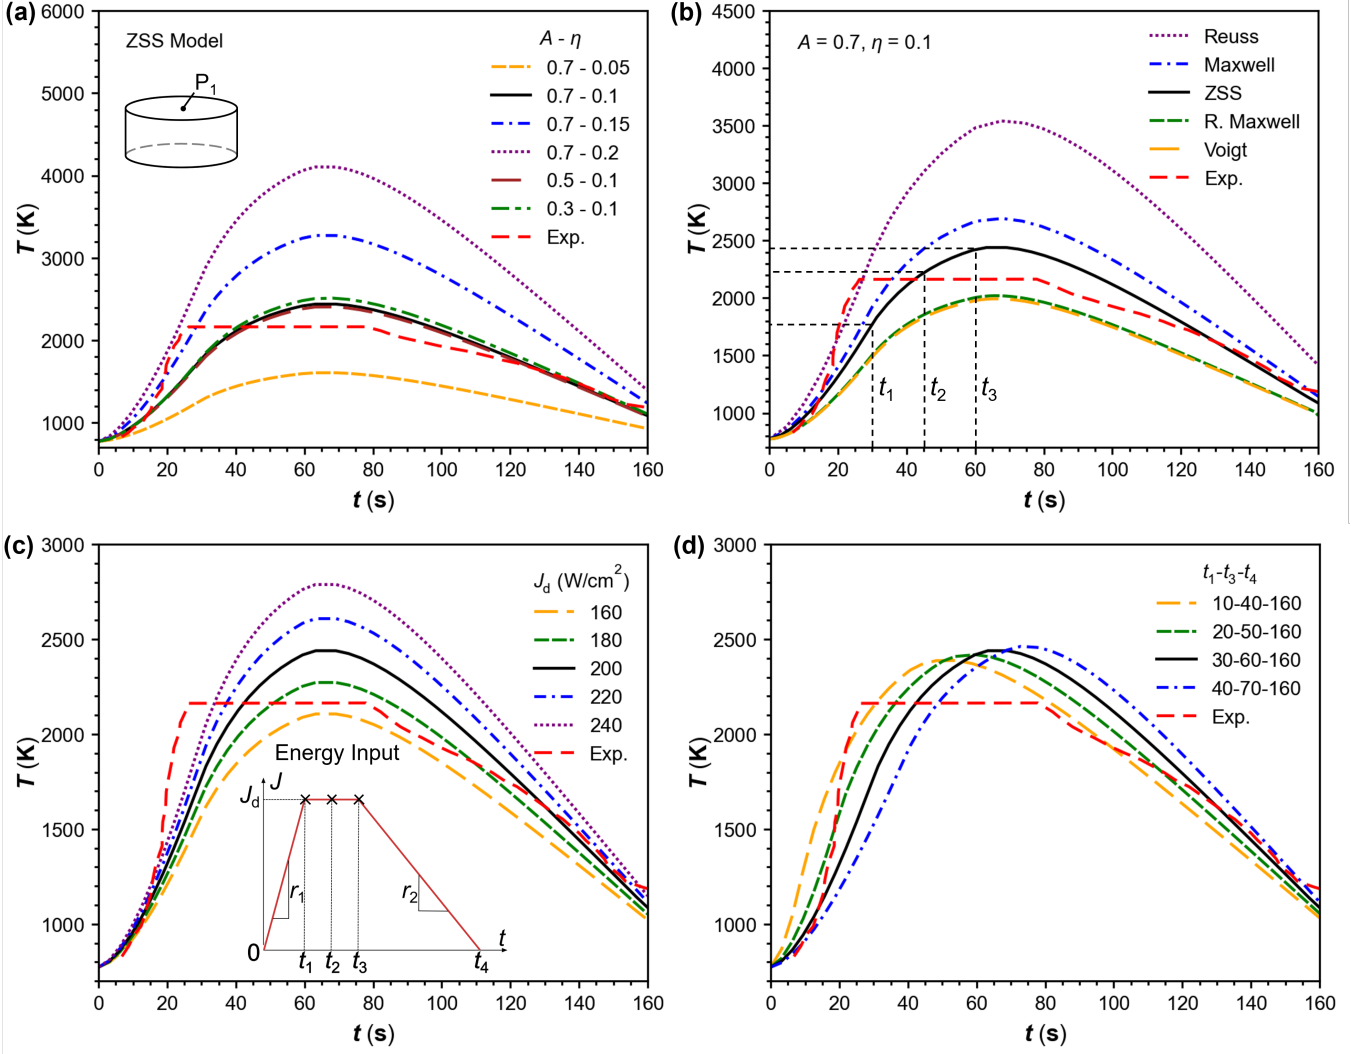 (a)
ZSS Model
P1
A - η
0.7 - 0.05
0.7 - 0.1
0.7 - 0.15
0.7 - 0.2
0.5 - 0.1
0.3 - 0.1
Exp.
6000
5000
4000
3000
2000
1000
T (K)
0 20 40 60 80 100 120 140 160
t (s)
(b)
A = 0.7, η = 0.1
Reuss
Maxwell
ZSS
R. Maxwell
Voigt
Exp.
4500
4000
3500
3000
2500
2000
1500
1000
T (K)
t1 t2 t3
0 20 40 60 80 100 120 140 160
t (s)
(c)
Jd (W/cm2)
160
180
200
220
240
Exp.
3000
2500
2000
1500
1000
T (K)
Energy Input
J
Jd
r1
r2
0
t
t1 t2 t3 t4
0 20 40 60 80 100 120 140 160
t (s)
(d)
t1-t3-t4
10-40-160
20-50-160
30-60-160
40-70-160
Exp.
3000
2500
2000
1500
1000
T (K)
0 20 40 60 80 100 120 140 160
t (s)